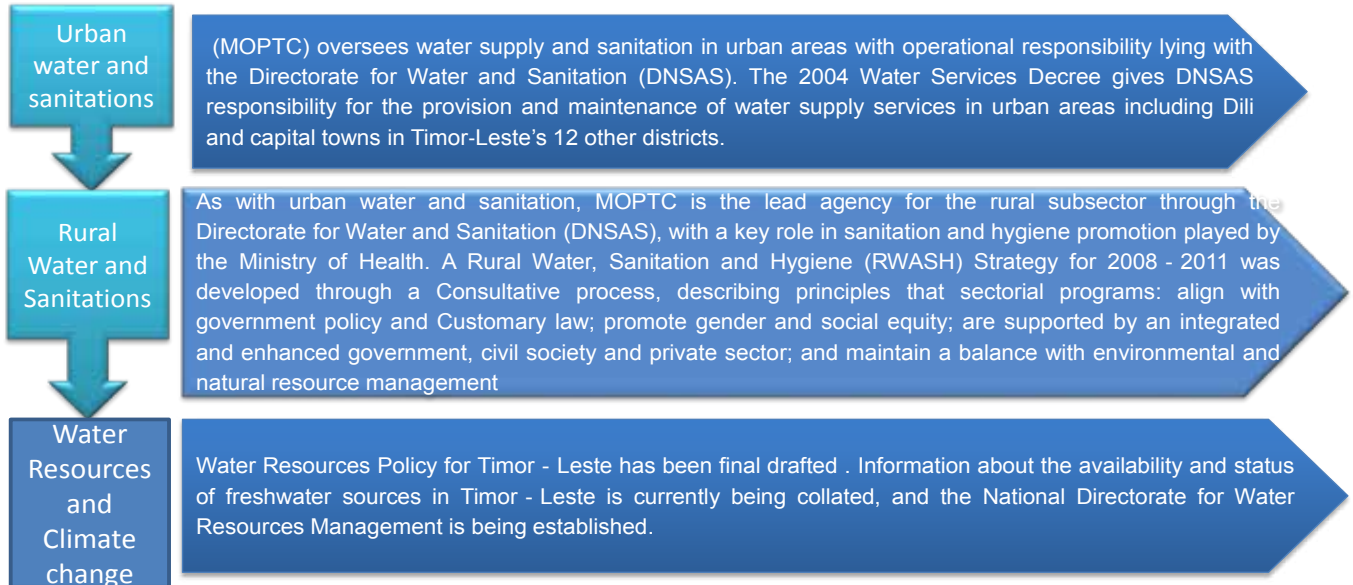 Urban
water and
sanitations
(MOPTC) oversees water supply and sanitation in urban areas with operational responsibility lying with
the Directorate for Water and Sanitation (DNSAS). The 2004 Water Services Decree gives DNSAS
responsibility for the provision and maintenance of water supply services in urban areas including Dili
and capital towns in Timor-Leste's 12 other districts.
Rural
Water and
Sanitations
As with urban water and sanitation, MOPTC is the lead agency for the rural subsector through the
Directorate for Water and Sanitation (DNSAS), with a key role in sanitation and hygiene promotion played by
the Ministry of Health. A Rural Water, Sanitation and Hygiene (RWASH) Strategy for 2008 - 2011 was
developed through a Consultative process, describing principles that sectorial programs: align with
government policy and Customary law; promote gender and social equity; are supported by an integrated
and enhanced government, civil society and private sector; and maintain a balance with environmental and
natural resource management
Water
Resources
and
Climate
change
Water Resources Policy for Timor - Leste has been final drafted . Information about the availability and status
of freshwater sources in Timor - Leste is currently being collated, and the National Directorate for Water
Resources Management is being established.